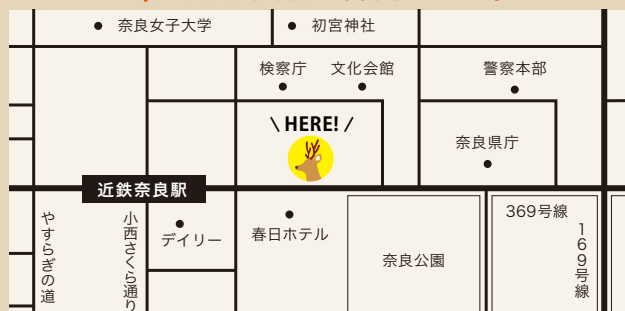 奈良女子大学
初宮神社
検察庁
文化会館
警察本部
\ HERE! /
奈良県庁
近鉄奈良駅
369号線
やすらぎの道
小西さくら通り
デイリー
春日ホテル
奈良公園
169号線